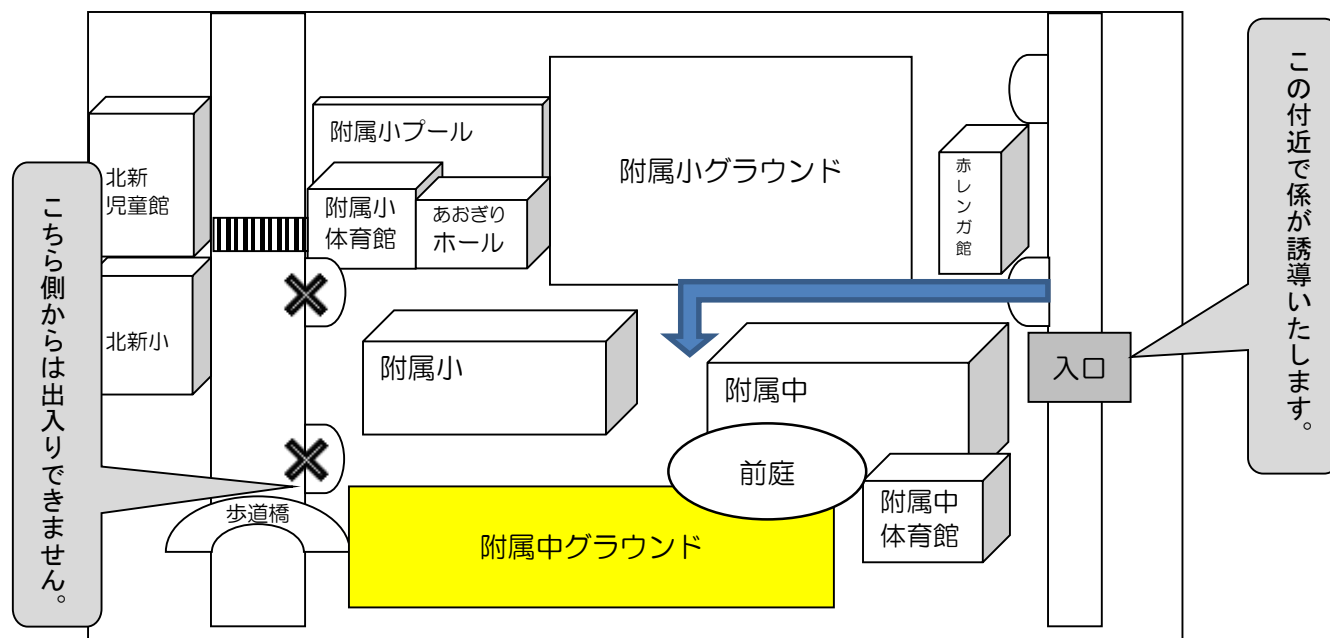 こちら側からは出入りできません。
北新
児童館
北新小
附属小プール
附属小
体育館
あおぎり
ホール
附属小グラウンド
赤レンガ館
この付近で係が誘導いたします。
入口
附属小
附属中
前庭
附属中
体育館
歩道橋
附属中グラウンド